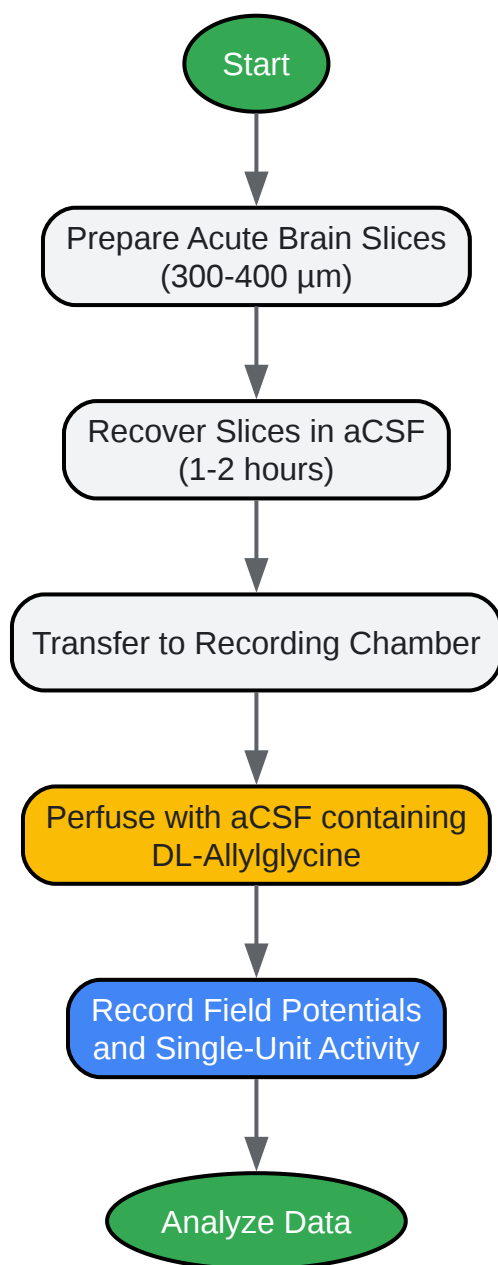 Start
Prepare Acute Brain Slices
(300-400 µm)
Recover Slices in aCSF
(1-2 hours)
Transfer to Recording Chamber
Perfuse with aCSF containing
DL-Allylglycine
Record Field Potentials
and Single-Unit Activity
Analyze Data